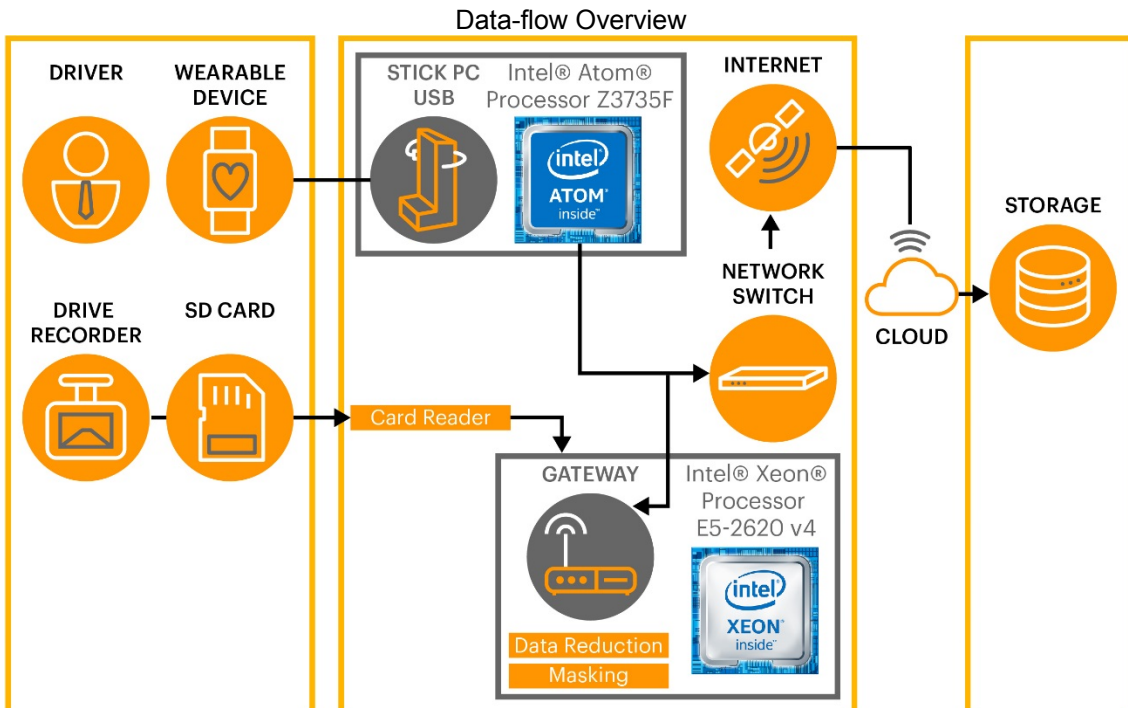 Data-flow Overview
DRIVER
WEARABLE
DEVICE
STICK PC
USB
Intel® Atom®
Processor Z3735F
intel
ATOM®
inside™
INTERNET
STORAGE
NETWORK
SWITCH
CLOUD
DRIVE
RECORDER
SD CARD
Card Reader
GATEWAY
Intel® Xeon®
Processor
E5-2620 v4
intel
XEON®
inside™
Data Reduction
Masking